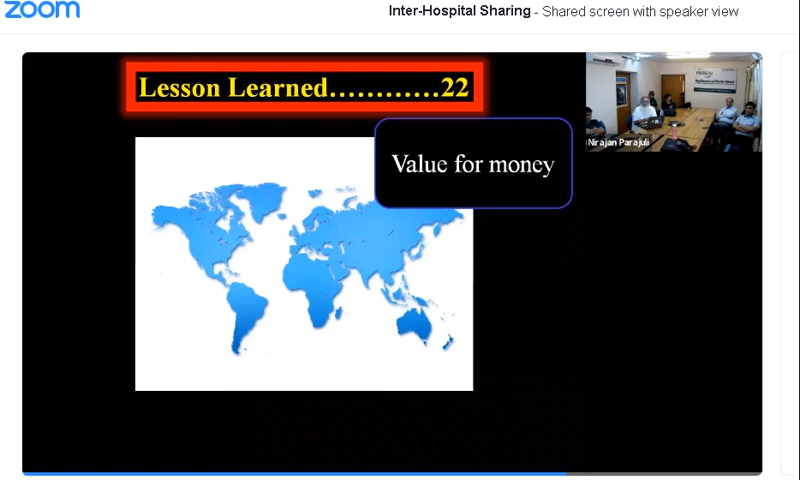 zoom
Inter-Hospital Sharing - Shared screen with speaker view
Lesson Learned…………22
Value for money
Nirajan Parajuli